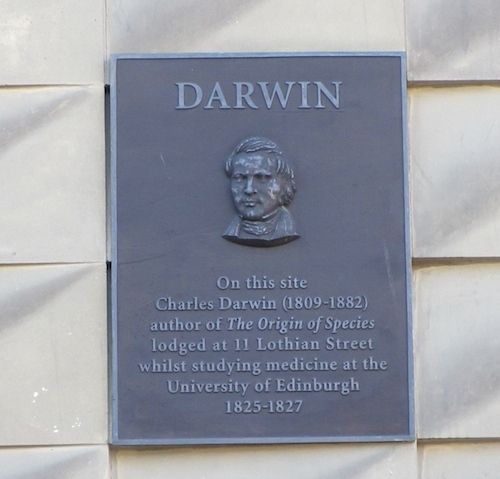 DARWIN
On this site
Charles Darwin (1809-1882)
author of The Origin of Species
lodged at 11 Lothian Street
whilst studying medicine at the
University of Edinburgh
1825-1827